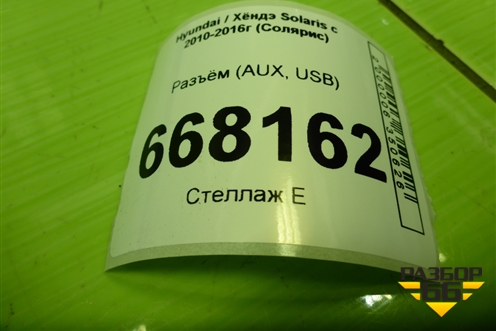 Hyundai / Хёндэ Solaris с
2010-2016г (Солярис)
Разъём (AUX, USB)
668162
Стеллаж E
РАЗБОР
66